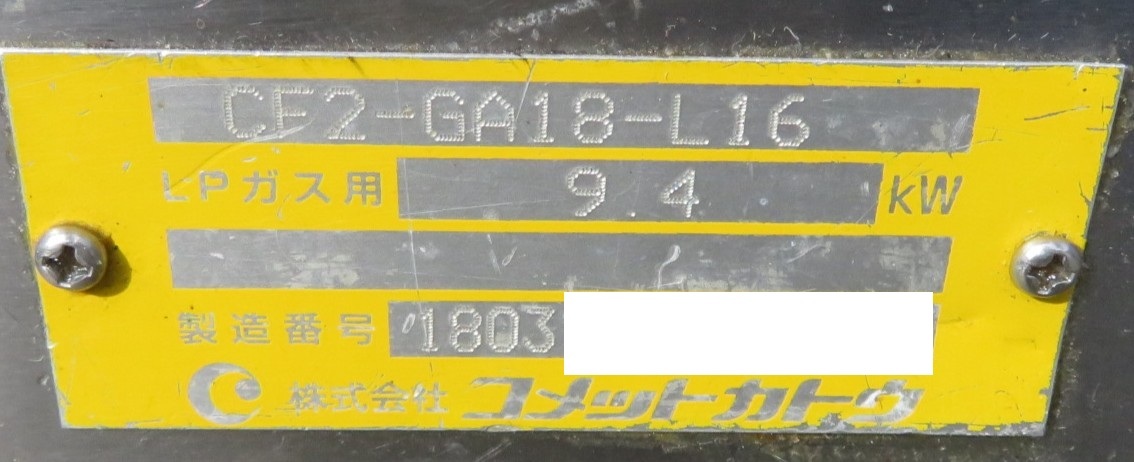 CF2-GA18-L16
LPガス用 9.4 kW
製造番号 1803
株式会社 コメットカトウ